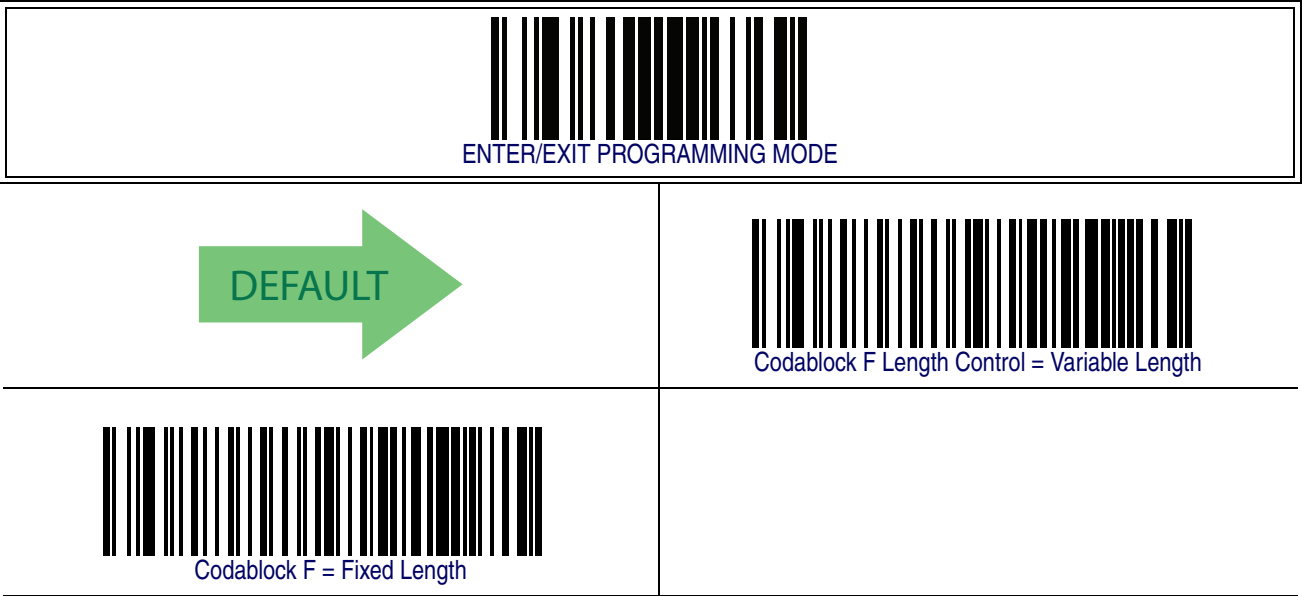 ENTER/EXIT PROGRAMMING MODE
DEFAULT
Codablock F Length Control = Variable Length
Codablock F = Fixed Length